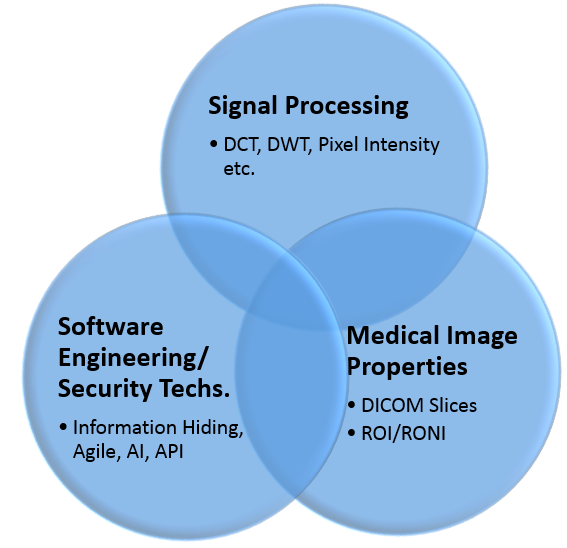 Signal Processing
• DCT, DWT, Pixel Intensity
etc.
Software
Engineering/
Security Techs.
• Information Hiding,
Agile, AI, API
Medical Image
Properties
• DICOM Slices
• ROI/RONI